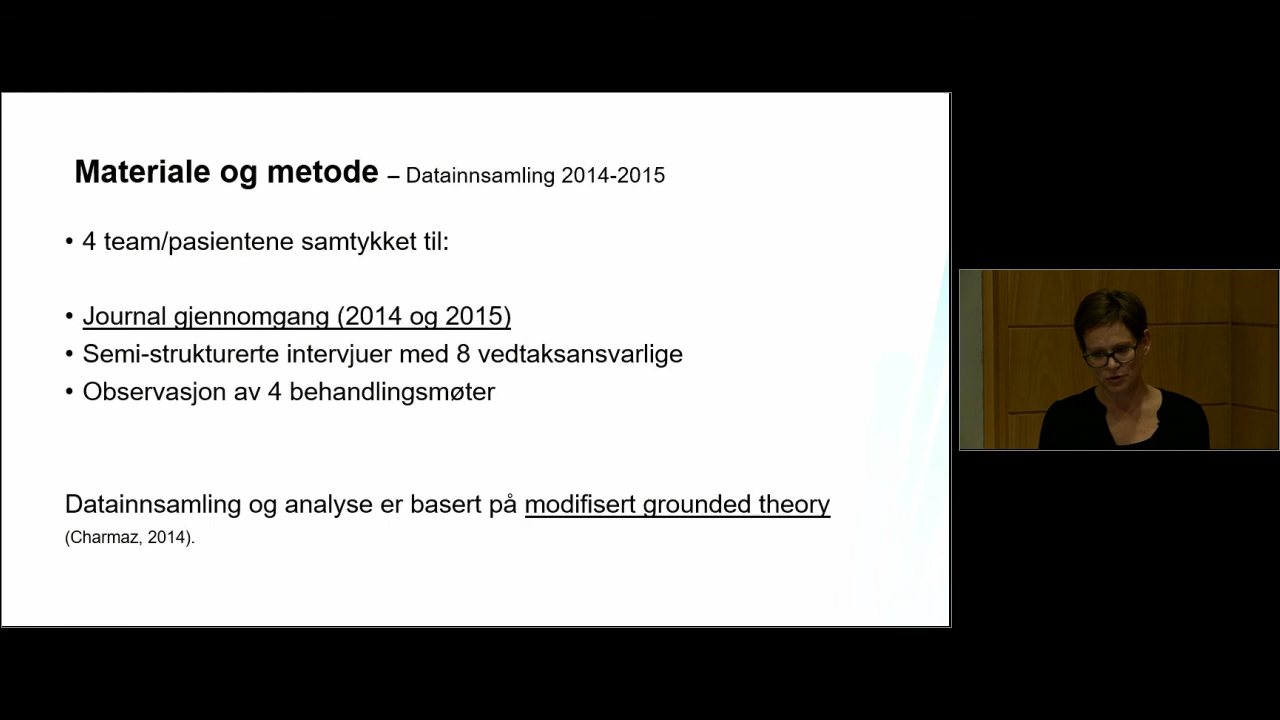 Materiale og metode – Datainnsamling 2014-2015
• 4 team/pasientene samtykket til:
• Journal gjennomgang (2014 og 2015)
• Semi-strukturerte intervjuer med 8 vedtaksansvarlige
• Observasjon av 4 behandlingsmøter
Datainnsamling og analyse er basert på modifisert grounded theory
(Charmaz, 2014).